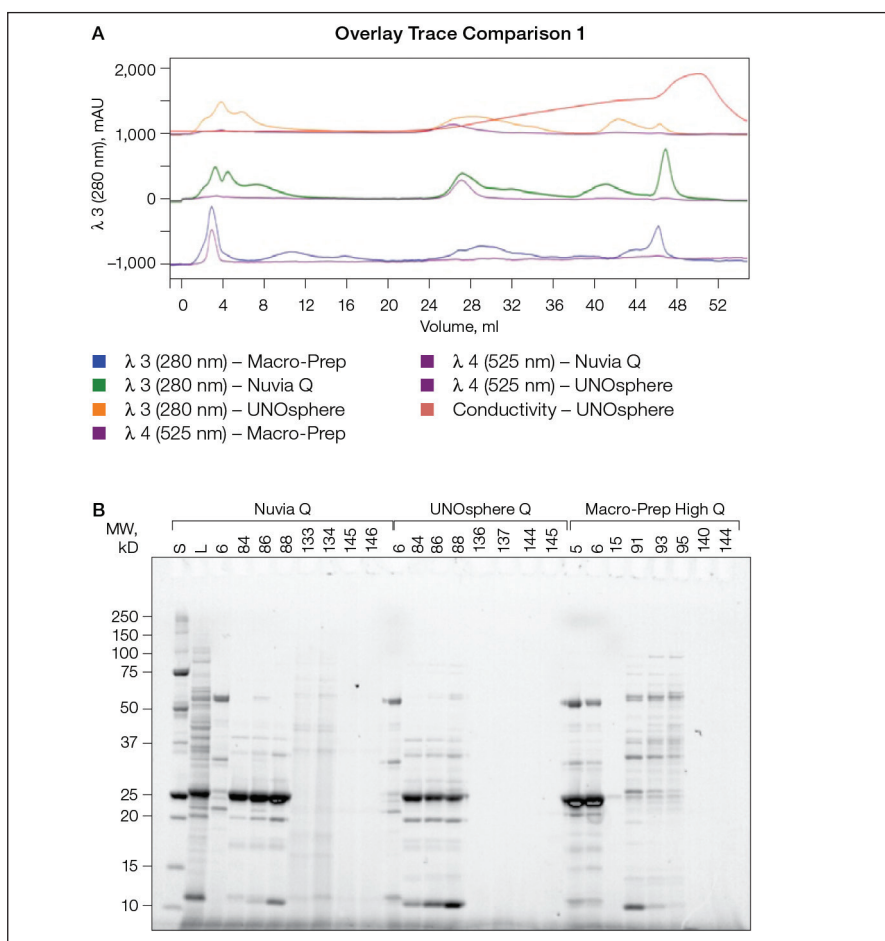 A
Overlay Trace Comparison 1
λ 3 (280 nm), mAU
2,000
1,000
0
–1,000
0 4 8 12 16 20 24 28 32 36 40 44 48 52
Volume, ml
λ 3 (280 nm) – Macro-Prep
λ 3 (280 nm) – Nuvia Q
λ 3 (280 nm) – UNOsphere
λ 4 (525 nm) – Macro-Prep
λ 4 (525 nm) – Nuvia Q
λ 4 (525 nm) – UNOsphere
Conductivity – UNOsphere
B
Nuvia Q UNOsphere Q Macro-Prep High Q
MW,
kD
S L 6 84 86 88 133 134 145 146 6 84 86 88 136 137 144 145 5 6 15 91 93 95 140 144
250
150
100
75
50
37
25
20
15
10